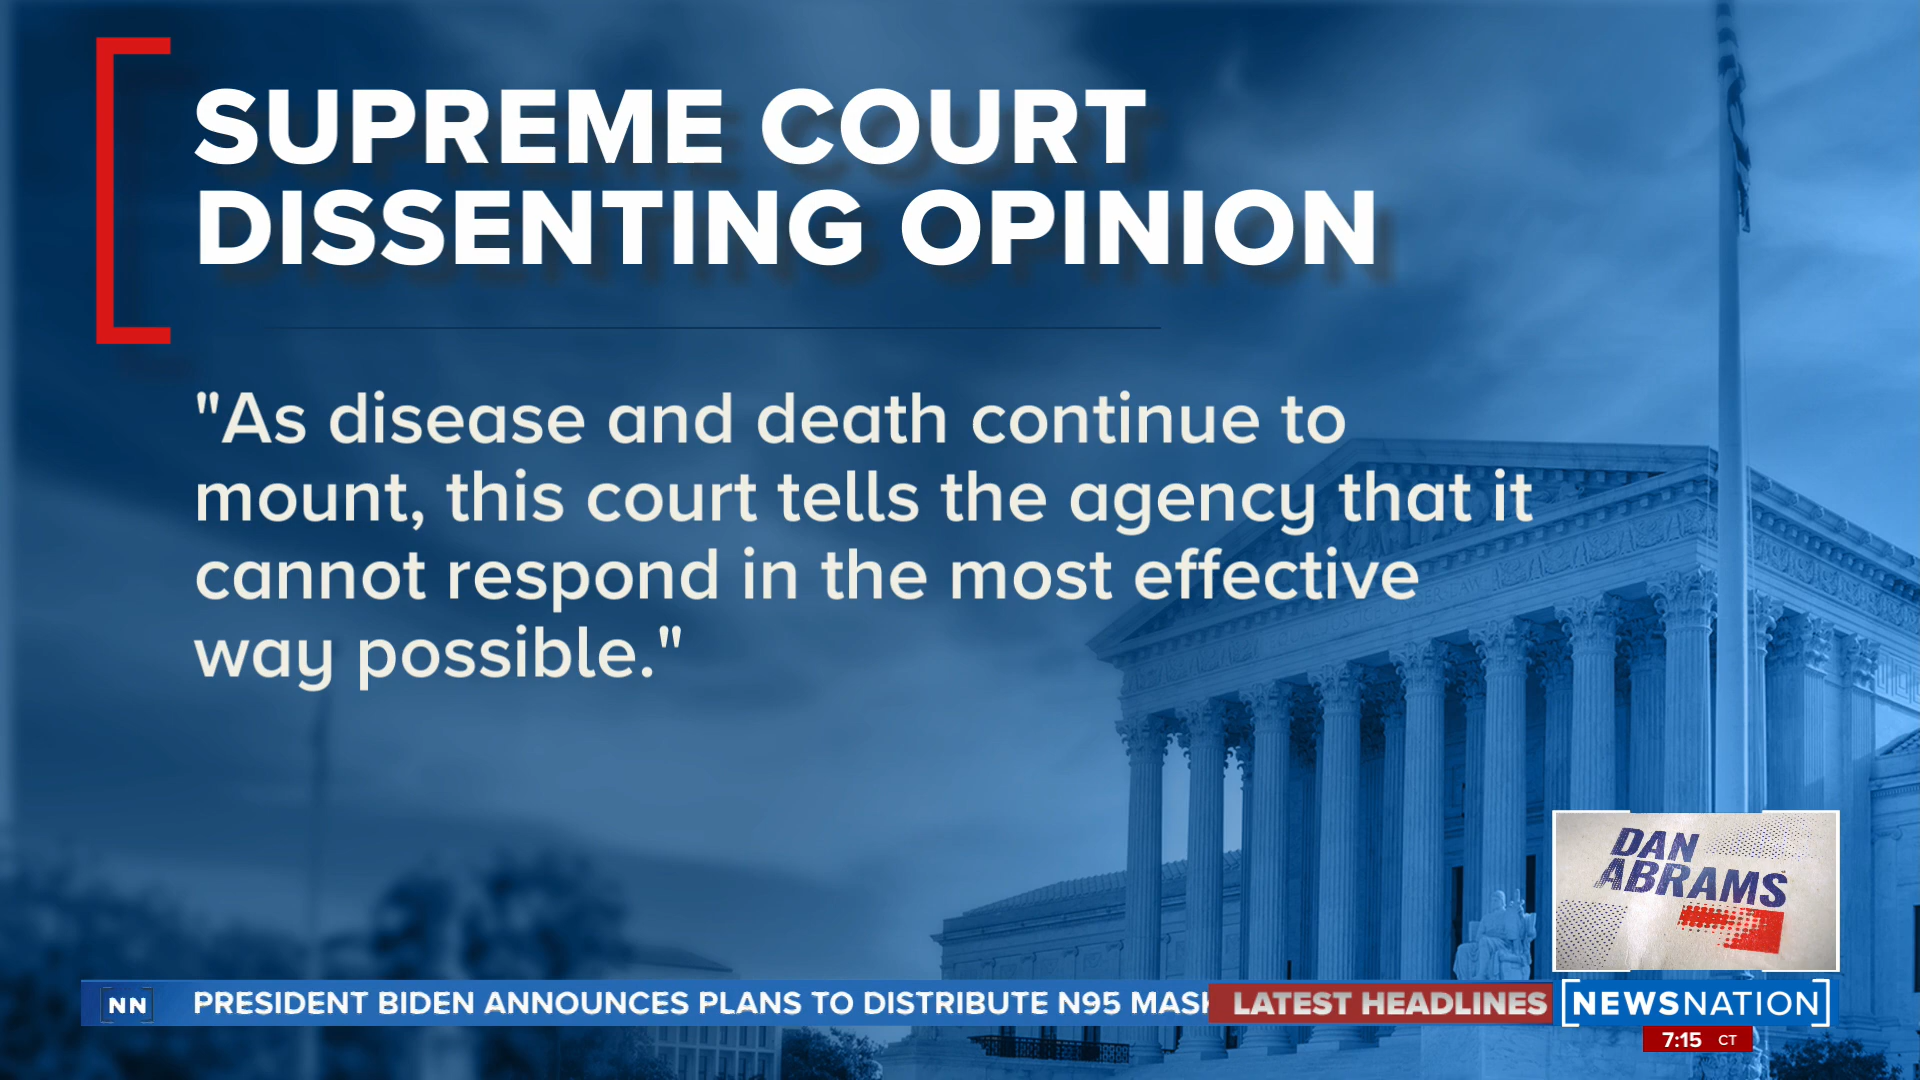 SUPREME COURT
DISSENTING OPINION
"As disease and death continue to
mount, this court tells the agency that it
cannot respond in the most effective
way possible."
DAN
ABRAMS
NN PRESIDENT BIDEN ANNOUNCES PLANS TO DISTRIBUTE N95 MASK LATEST HEADLINES NEWSNATION
7:15 CT